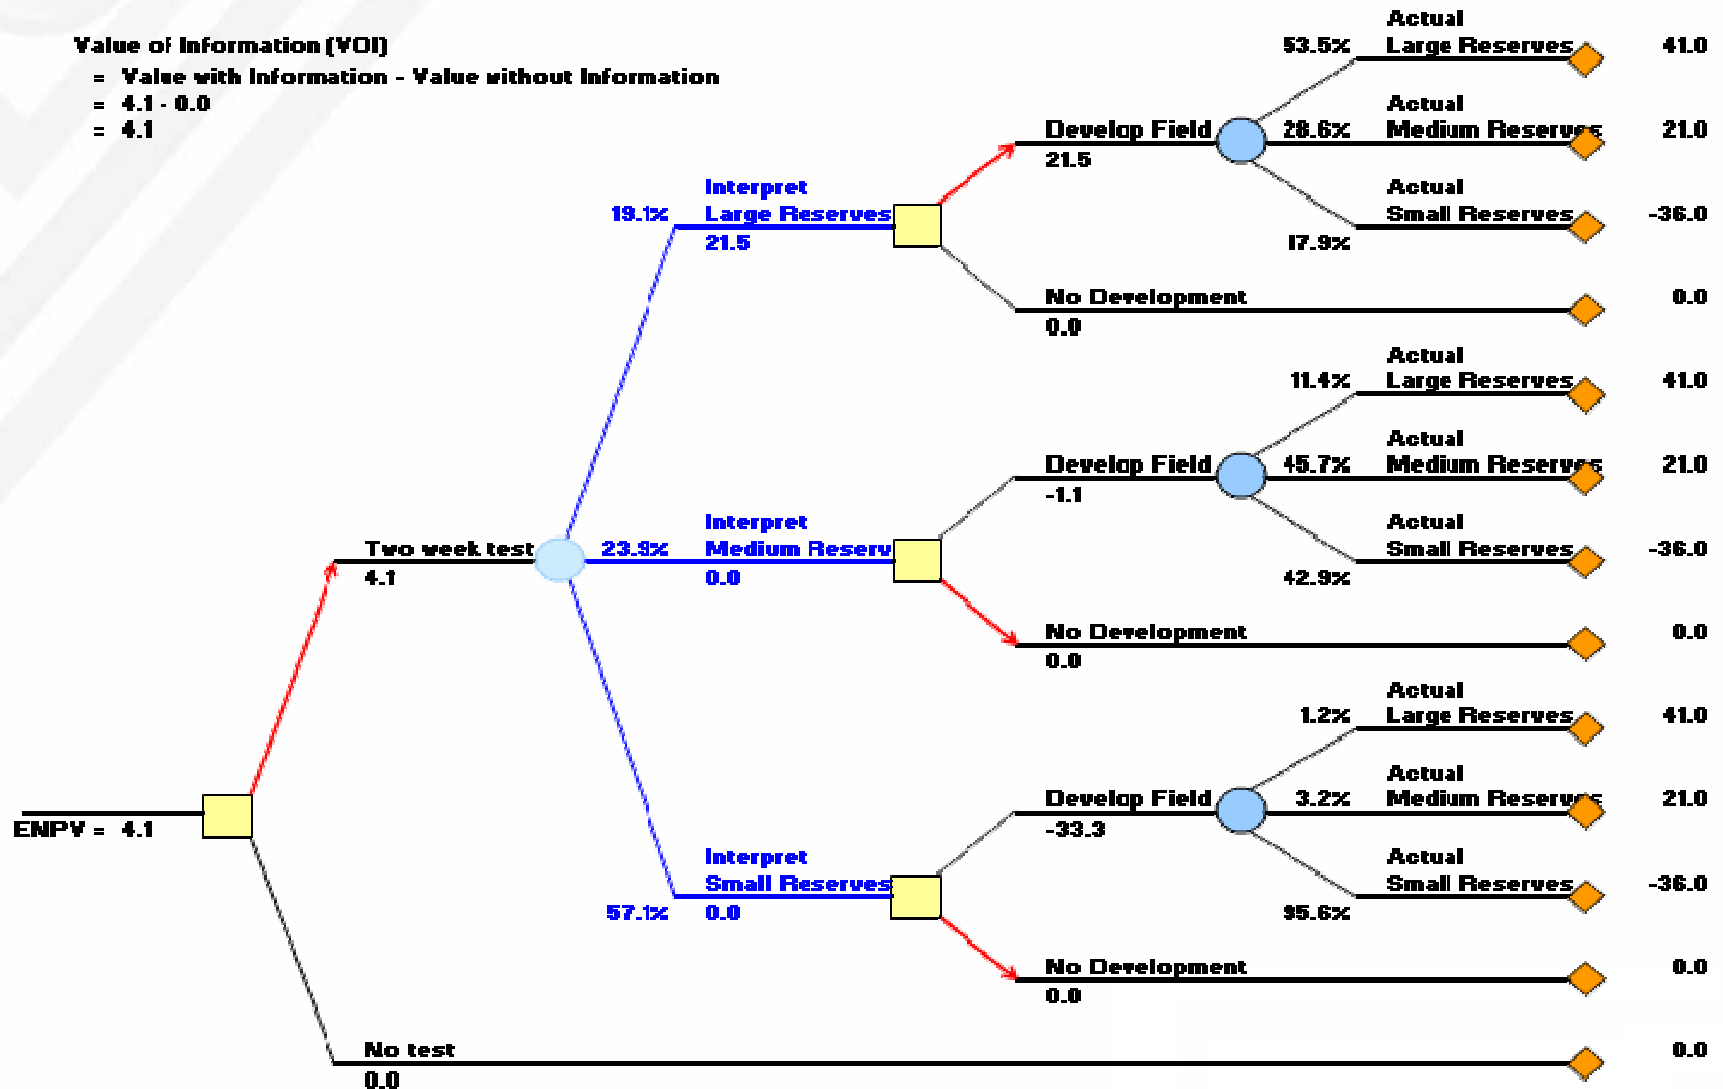 Value of Information (VOI)
= Value with Information - Value without Information
= 4.1 - 0.0
= 4.1
Actual
53.5% Large Reserves 41.0
Actual
Develop Field 28.6% Medium Reserves 21.0
21.5
Interpret Actual
19.1% Large Reserves Small Reserves -36.0
21.5 17.9%
No Development 0.0
0.0
Actual
11.4% Large Reserves 41.0
Actual
Develop Field 45.7% Medium Reserves 21.0
-1.1
Interpret Actual
Two week test 23.9% Medium Reserv Small Reserves -36.0
4.1 0.0 42.9%
No Development 0.0
0.0
Actual
1.2% Large Reserves 41.0
Actual
Develop Field 3.2% Medium Reserves 21.0
ENPV = 4.1 -33.3
Interpret Actual
Small Reserves Small Reserves -36.0
57.1% 0.0 95.6%
No Development 0.0
0.0
No test 0.0
0.0